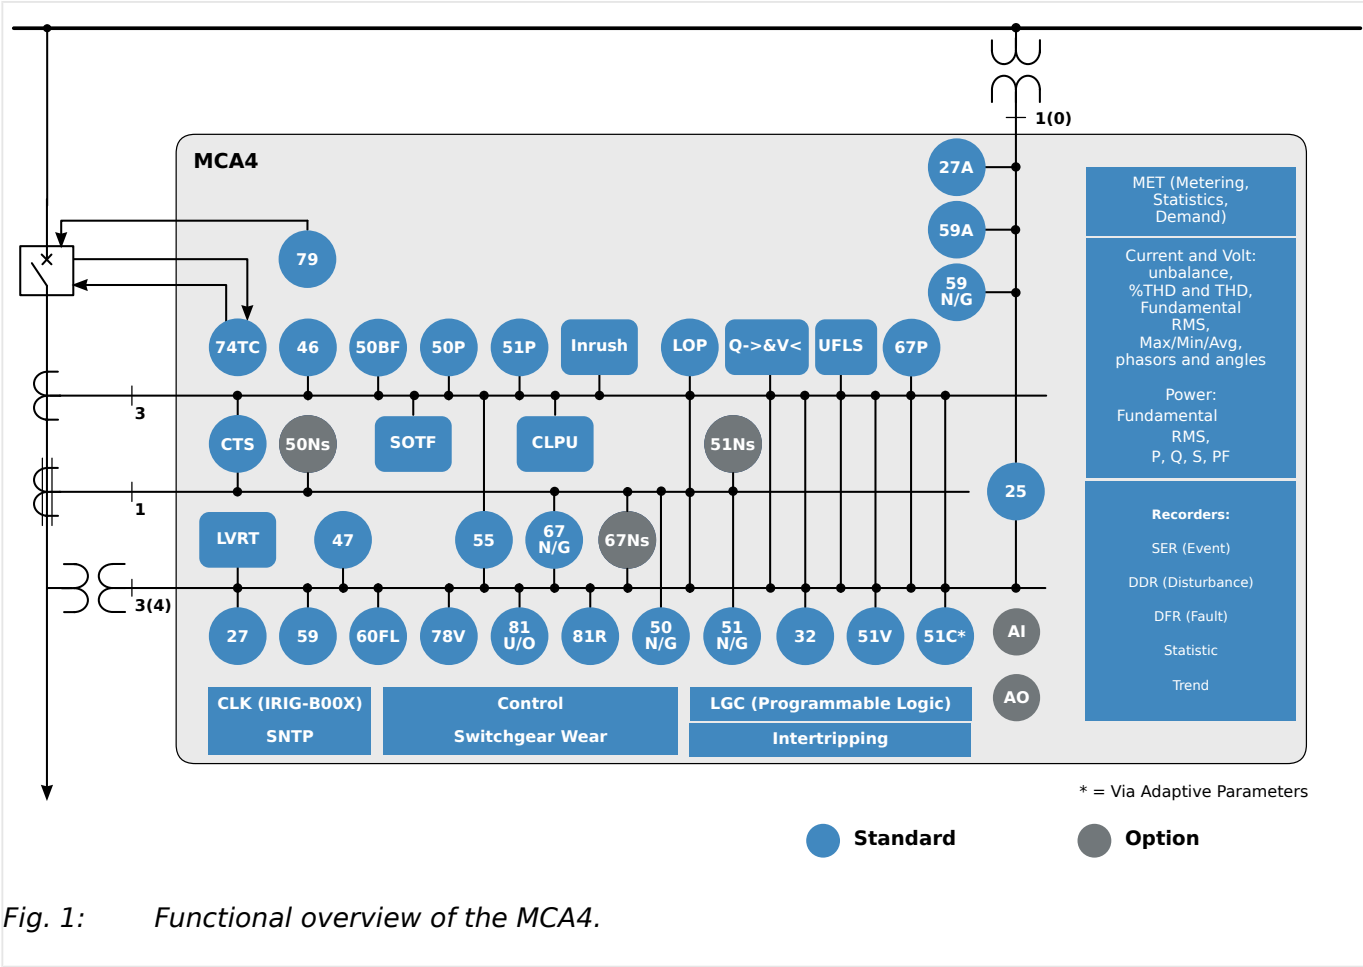 1(0)
MCA4
27A
59A
59
N/G
79
MET (Metering,
Statistics,
Demand)
Current and Volt:
unbalance,
%THD and THD,
Fundamental
RMS,
Max/Min/Avg,
phasors and angles
Power:
Fundamental
RMS,
P, Q, S, PF
Recorders:
SER (Event)
DDR (Disturbance)
DFR (Fault)
Statistic
Trend
74TC
46
50BF
50P
51P
Inrush
LOP
Q->&V<
UFLS
67P
3
CTS
50Ns
SOTF
CLPU
51Ns
25
1
LVRT
47
55
67
N/G
67Ns
3(4)
27
59
60FL
78V
81
U/O
81R
50
N/G
51
N/G
32
51V
51C*
AI
AO
CLK (IRIG-B00X)
SNTP
Control
Switchgear Wear
LGC (Programmable Logic)
Intertripping
* = Via Adaptive Parameters
Standard
Option
Fig. 1: Functional overview of the MCA4.